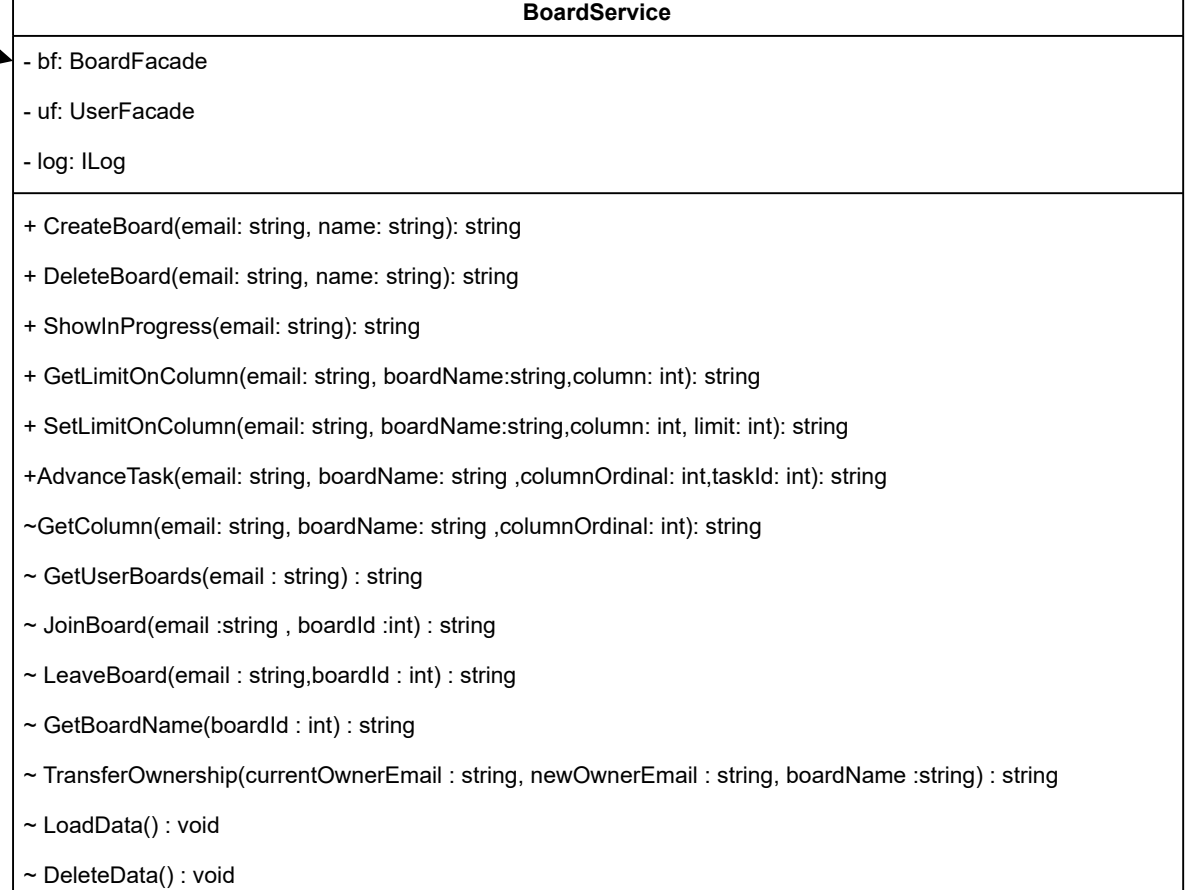 BoardService
- bf: BoardFacade
- uf: UserFacade
- log: ILog
+ CreateBoard(email: string, name: string): string
+ DeleteBoard(email: string, name: string): string
+ ShowInProgress(email: string): string
+ GetLimitOnColumn(email: string, boardName:string,column: int): string
+ SetLimitOnColumn(email: string, boardName:string,column: int, limit: int): string
+AdvanceTask(email: string, boardName: string ,columnOrdinal: int,taskId: int): string
~GetColumn(email: string, boardName: string ,columnOrdinal: int): string
~ GetUserBoards(email : string) : string
~ JoinBoard(email :string , boardId :int) : string
~ LeaveBoard(email : string,boardId : int) : string
~ GetBoardName(boardId : int) : string
~ TransferOwnership(currentOwnerEmail : string, newOwnerEmail : string, boardName :string) : string
~ LoadData() : void
~ DeleteData() : void